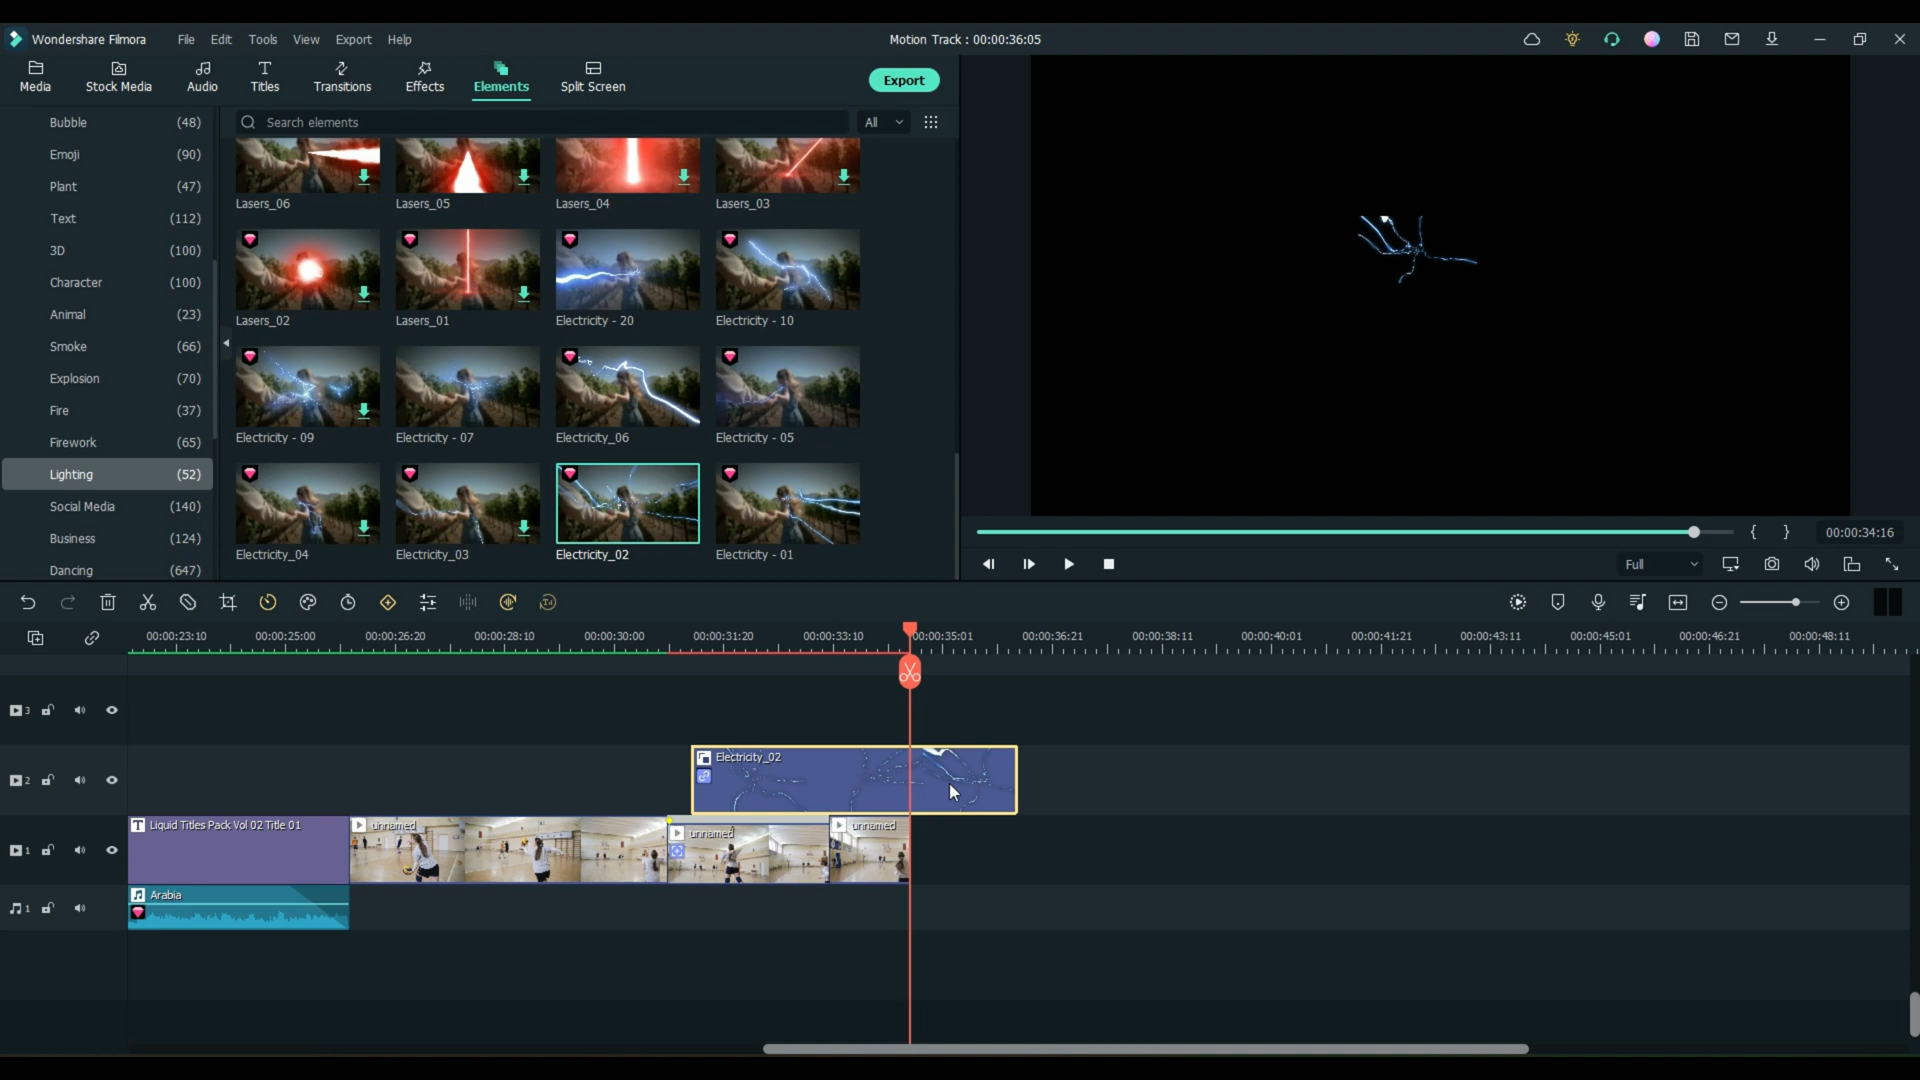 Wondershare Filmora File Edit Tools View Export Help Motion Track : 00:00:36:05
Media Stock Media Audio Titles Transitions Effects Elements Split Screen Export
Bubble (48)
Emoji (90)
Plant (47)
Text (112)
3D (100)
Character (100)
Animal (23)
Smoke (66)
Explosion (70)
Fire (37)
Firework (65)
Lighting (52)
Social Media (140)
Business (124)
Dancing (647)
Search elements All
Lasers_06 Lasers_05 Lasers_04 Lasers_03
Lasers_02 Lasers_01 Electricity - 20 Electricity - 10
Electricity - 09 Electricity - 07 Electricity_06 Electricity - 05
Electricity_04 Electricity_03 Electricity_02 Electricity - 01
{ } 00:00:34:16
Full
00:00:23:10 00:00:25:00 00:00:26:20 00:00:28:10 00:00:30:00 00:00:31:20 00:00:33:10 00:00:35:01 00:00:36:21 00:00:38:11 00:00:40:01 00:00:41:21 00:00:43:11 00:00:45:01 00:00:46:21 00:00:48:11
3
2 Electricity_02
1 Liquid Titles Pack Vol 02 Title 01 unnamed unnamed unnamed
1 Arabia